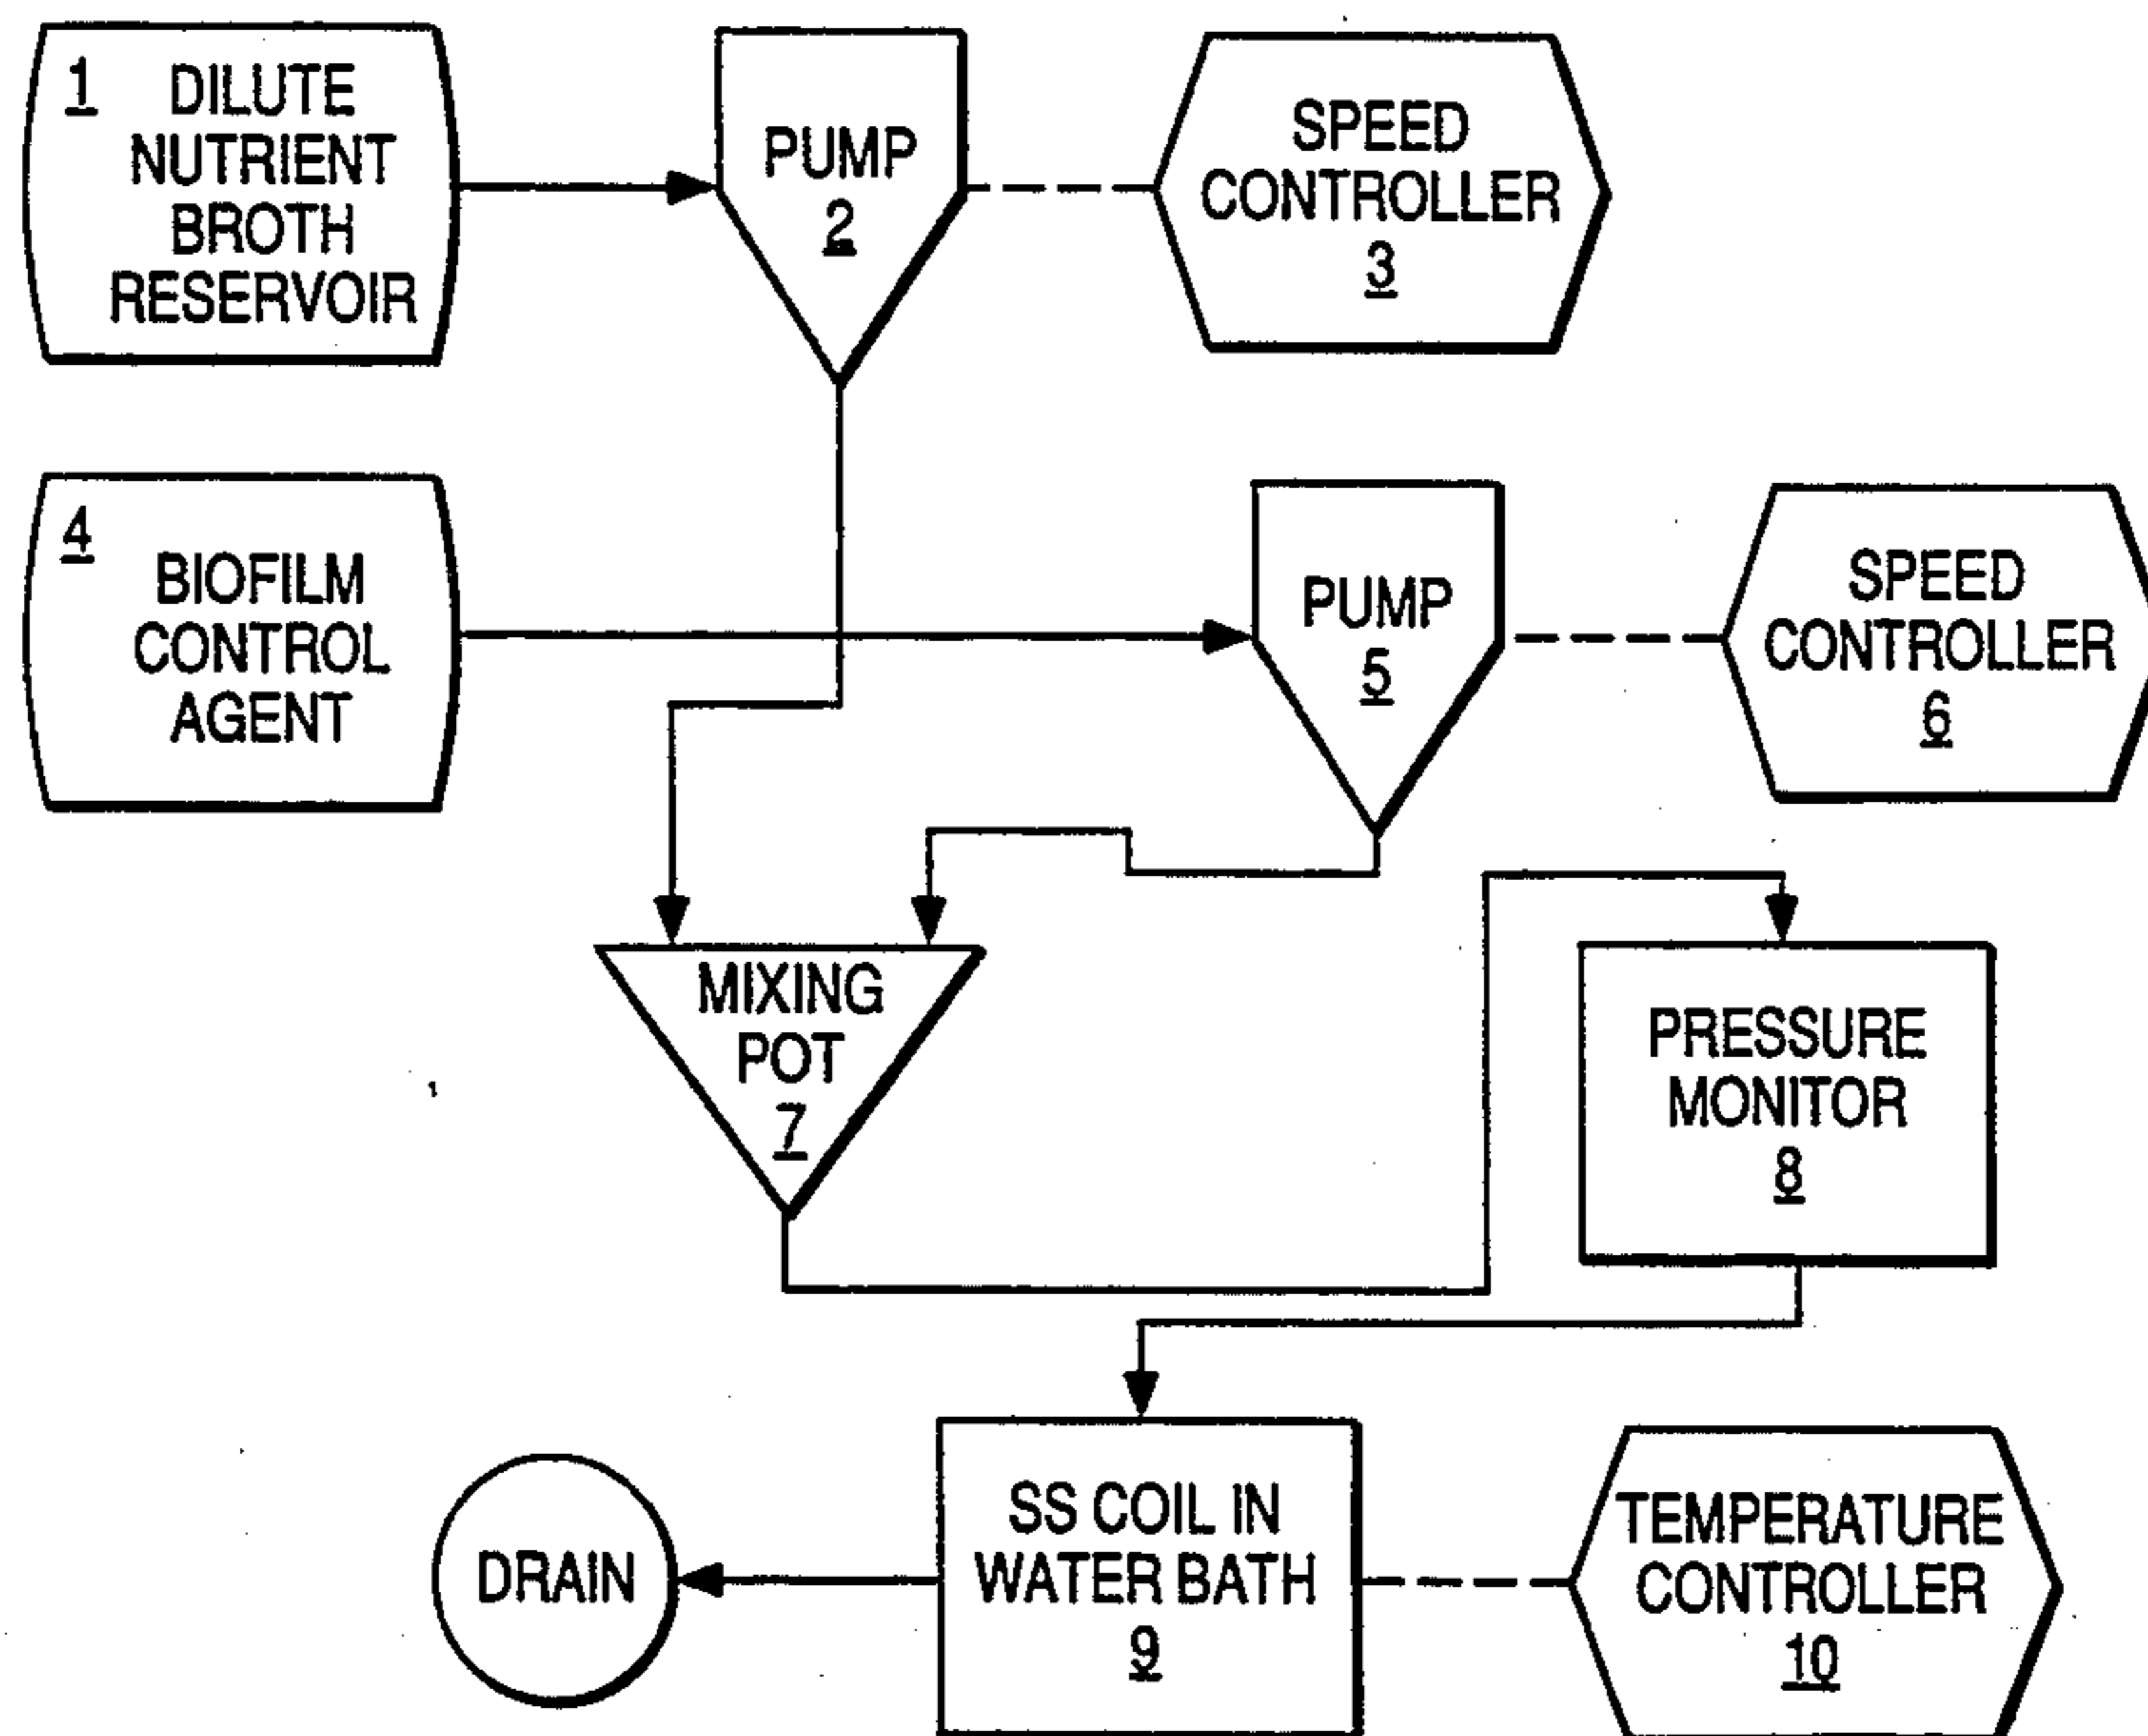 1 DILUTE
NUTRIENT
BROTH
RESERVOIR
PUMP
2
SPEED
CONTROLLER
3
4
BIOFILM
CONTROL
AGENT
PUMP
5
SPEED
CONTROLLER
6
MIXING
POT
7
PRESSURE
MONITOR
8
DRAIN
SS COIL IN
WATER BATH
9
TEMPERATURE
CONTROLLER
10